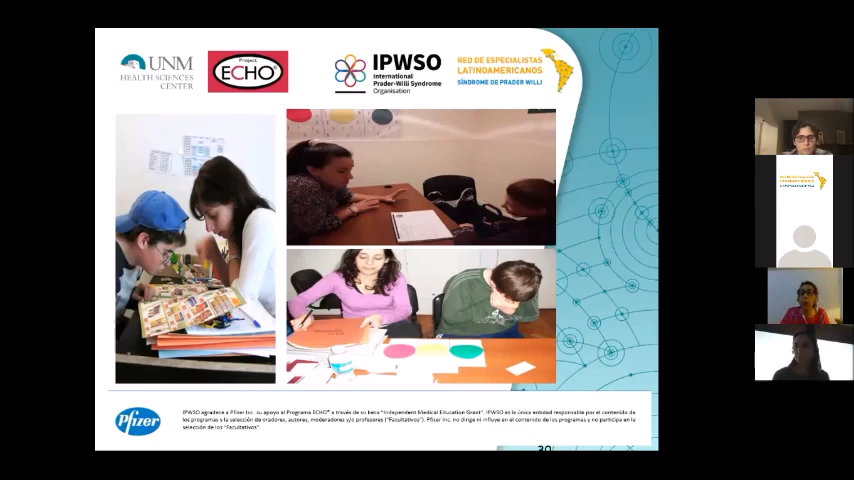 UNM
HEALTH SCIENCES
CENTER
Project
ECHO®
IPWSO
International
Prader-Willi Syndrome
Organisation
RED DE ESPECIALISTAS
LATINOAMERICANOS
SÍNDROME DE PRADER WILLI
Pfizer
IPWSO agradece a Pfizer Inc. su apoyo al Programa ECHO® a través de su beca "Independent Medical Education Grant". IPWSO es la única entidad responsable por el contenido de
los programas y la selección de oradores, autores, moderadores y/o profesores ("Facultativos"). Pfizer Inc. no dirige ni influye en el contenido de los programas y no participa en la
selección de los "Facultativos".
30